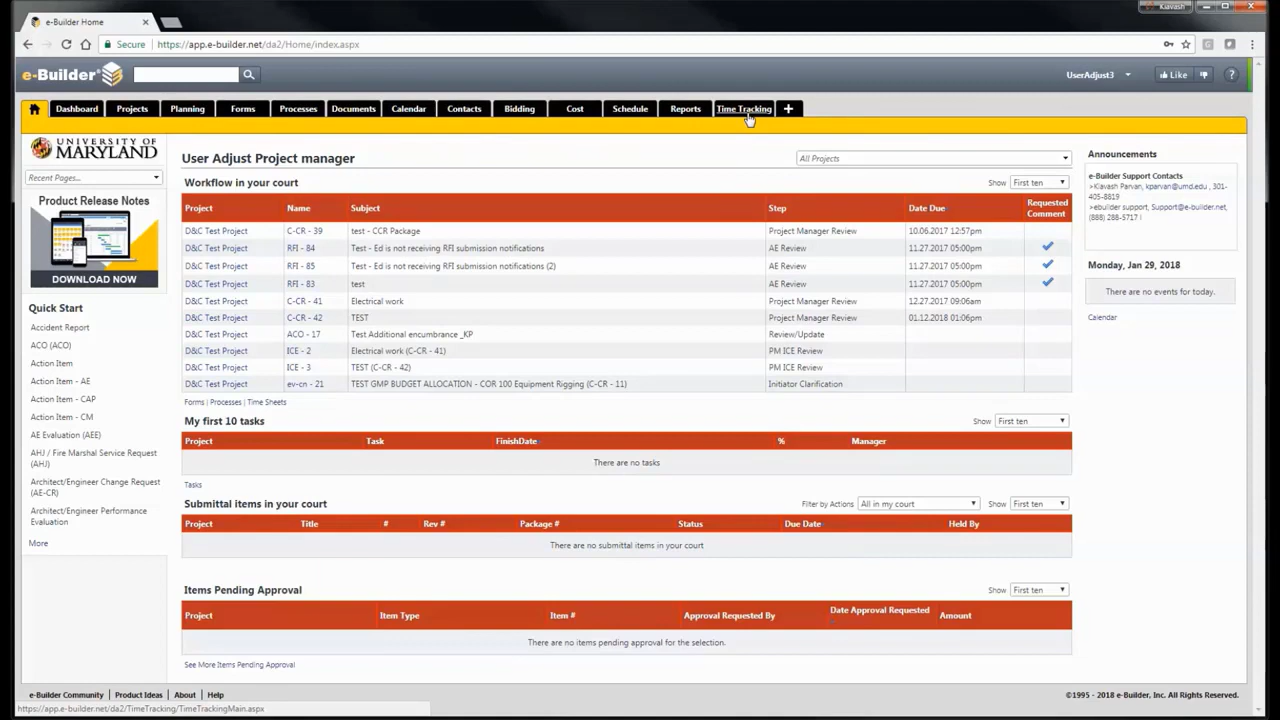 e-Builder Home
Kiavash
Secure https://app.e-builder.net/da2/Home/index.aspx
e-Builder
UserAdjust3
Like
?
Dashboard Projects Planning Forms Processes Documents Calendar Contacts Bidding Cost Schedule Reports Time Tracking +
UNIVERSITY OF
MARYLAND
Recent Pages...
Product Release Notes
DOWNLOAD NOW
Quick Start
Accident Report
ACO (ACO)
Action Item
Action Item - AE
Action Item - CAP
Action Item - CM
AE Evaluation (AEE)
AHJ / Fire Marshal Service Request
(AHJ)
Architect/Engineer Change Request
(AE-CR)
Architect/Engineer Performance
Evaluation
More
User Adjust Project manager
All Projects
Workflow in your court
Show First ten
Project Name Subject Step Date Due Requested
Comment
D&C Test Project C-CR - 39 test - CCR Package Project Manager Review 10.06.2017 12:57pm
D&C Test Project RFI - 84 Test - Ed is not receiving RFI submission notifications AE Review 11.27.2017 05:00pm
D&C Test Project RFI - 85 Test - Ed is not receiving RFI submission notifications (2) AE Review 11.27.2017 05:00pm
D&C Test Project RFI - 83 test AE Review 11.27.2017 05:00pm
D&C Test Project C-CR - 41 Electrical work Project Manager Review 12.27.2017 09:06am
D&C Test Project C-CR - 42 TEST Project Manager Review 01.12.2018 01:06pm
D&C Test Project ACO - 17 Test Additional encumbrance _KP Review/Update
D&C Test Project ICE - 2 Electrical work (C-CR - 41) PM ICE Review
D&C Test Project ICE - 3 TEST (C-CR - 42) PM ICE Review
D&C Test Project ev-cn - 21 TEST GMP BUDGET ALLOCATION - COR 100 Equipment Rigging (C-CR - 11) Initiator Clarification
Forms | Processes | Time Sheets
My first 10 tasks
Show First ten
Project Task FinishDate % Manager
There are no tasks
Tasks
Submittal items in your court
Filter by Actions All in my court Show First ten
Project Title # Rev # Package # Status Due Date Held By
There are no submittal items in your court
Items Pending Approval
Show First ten
Project Item Type Item # Approval Requested By Date Approval Requested Amount
There are no items pending approval for the selection.
See More Items Pending Approval
Announcements
e-Builder Support Contacts
>Kiavash Parvan, kparvan@umd.edu , 301-
405-8819
>ebuilder support, Support@e-builder.net,
(888) 288-5717 l
Monday, Jan 29, 2018
There are no events for today.
Calendar
e-Builder Community | Product Ideas | About | Help
©1995 - 2018 e-Builder, Inc. All Rights Reserved.
https://app.e-builder.net/da2/TimeTracking/TimeTrackingMain.aspx